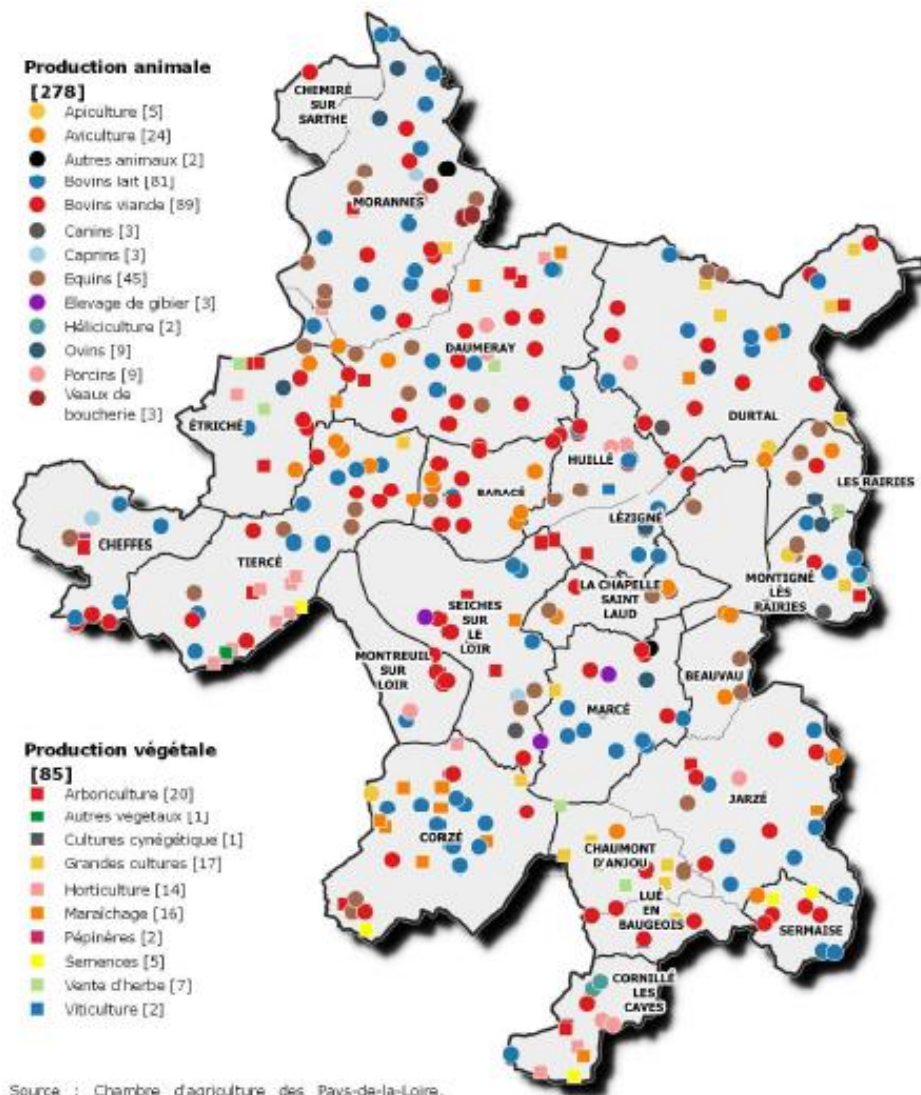 Production animale
[278]
Apiculture [5]
Aviculture [24]
Autres animaux [2]
Bovins lait [81]
Bovins viande [89]
Canins [3]
Caprins [3]
Equins [45]
Elevage de gibier [3]
Héliciculture [2]
Ovins [9]
Porcins [9]
Veaux de
boucherie [3]
CHEMIRÉ
SUR
SARTHE
MORANNES
DAUMERAY
DURTAL
ÉTRICHÉ
HUILLÉ
LES RAIRIES
BARACÉ
LÉZIGNÉ
CHEFFES
TIERCÉ
LA CHAPELLE
SAINT
LAUD
MONTIGNÉ
LÈS
RAIRIES
SEICHES
SUR
LE
LOIR
MONTREUIL
SUR
LOIR
BEAUVAU
MARCÉ
JARZÉ
CORZÉ
CHAUMONT
D'ANJOU
LUÉ
EN
BAUGEOIS
SERMAISE
CORNILLÉ
LES
CAVES
Production végétale
[85]
Arboriculture [20]
Autres végétaux [1]
Cultures cynégétique [1]
Grandes cultures [17]
Horticulture [14]
Maraîchage [16]
Pépinères [2]
Semences [5]
Vente d'herbe [7]
Viticulture [2]
Source : Chambre d'agriculture des Pays-de-la-Loire.